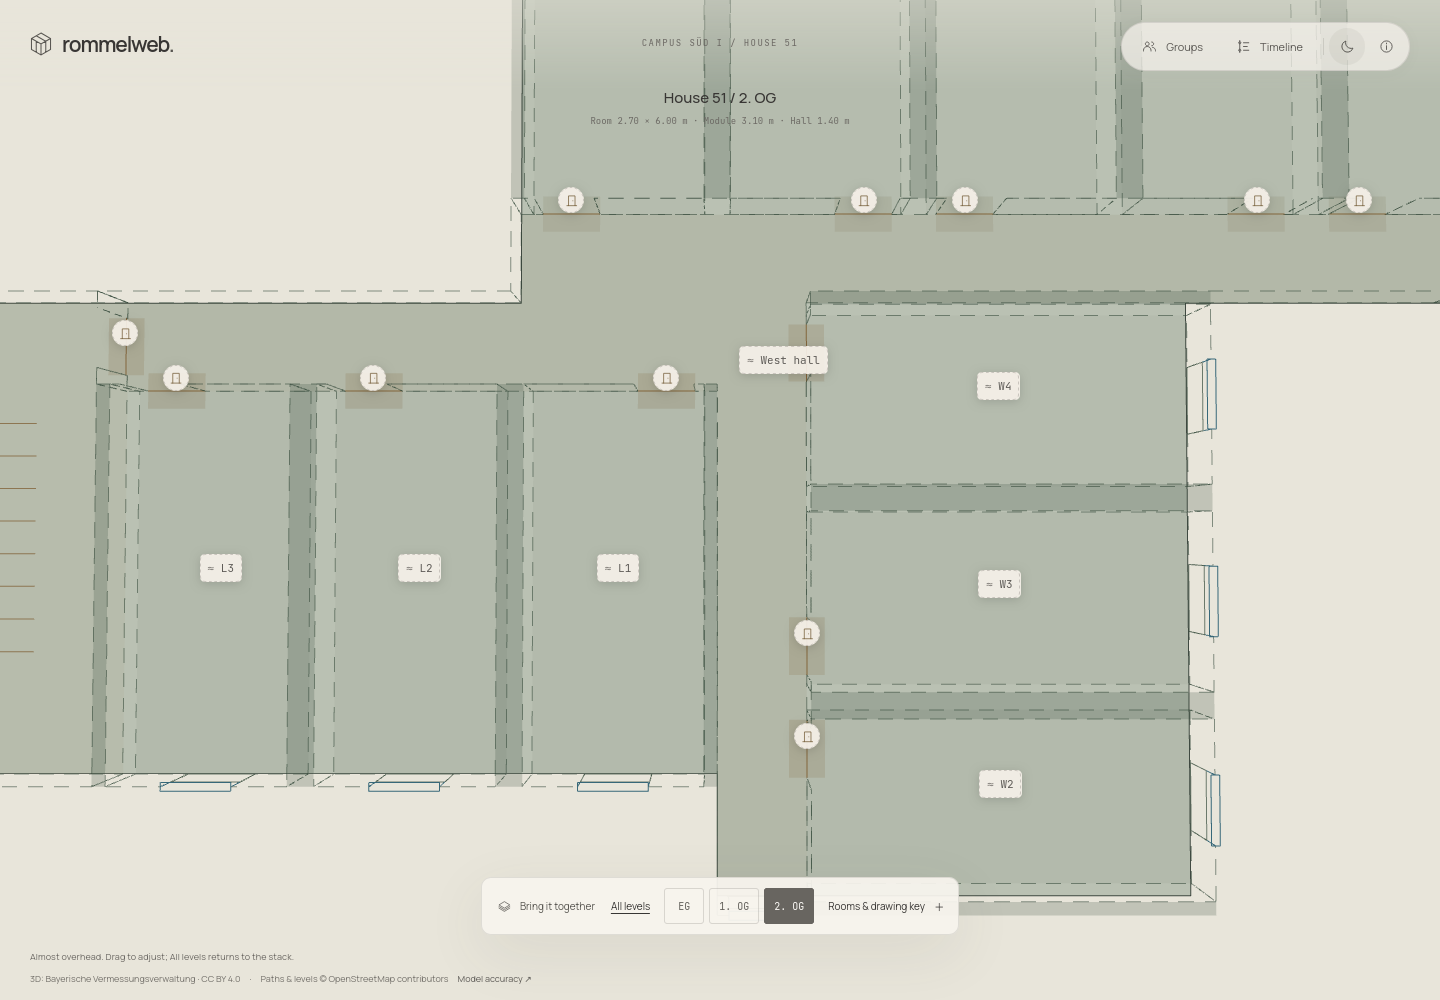 rommelweb.
CAMPUS SÜD I / HOUSE 51
Groups
Timeline
House 51 / 2. OG
Room 2.70 × 6.00 m · Module 3.10 m · Hall 1.40 m
≈ West hall
≈ W4
≈ L3
≈ L2
≈ L1
≈ W3
≈ W2
Bring it together All levels EG 1. OG 2. OG Rooms & drawing key +
Almost overhead. Drag to adjust; All levels returns to the stack.
3D: Bayerische Vermessungsverwaltung · CC BY 4.0 · Paths & levels © OpenStreetMap contributors Model accuracy ↗